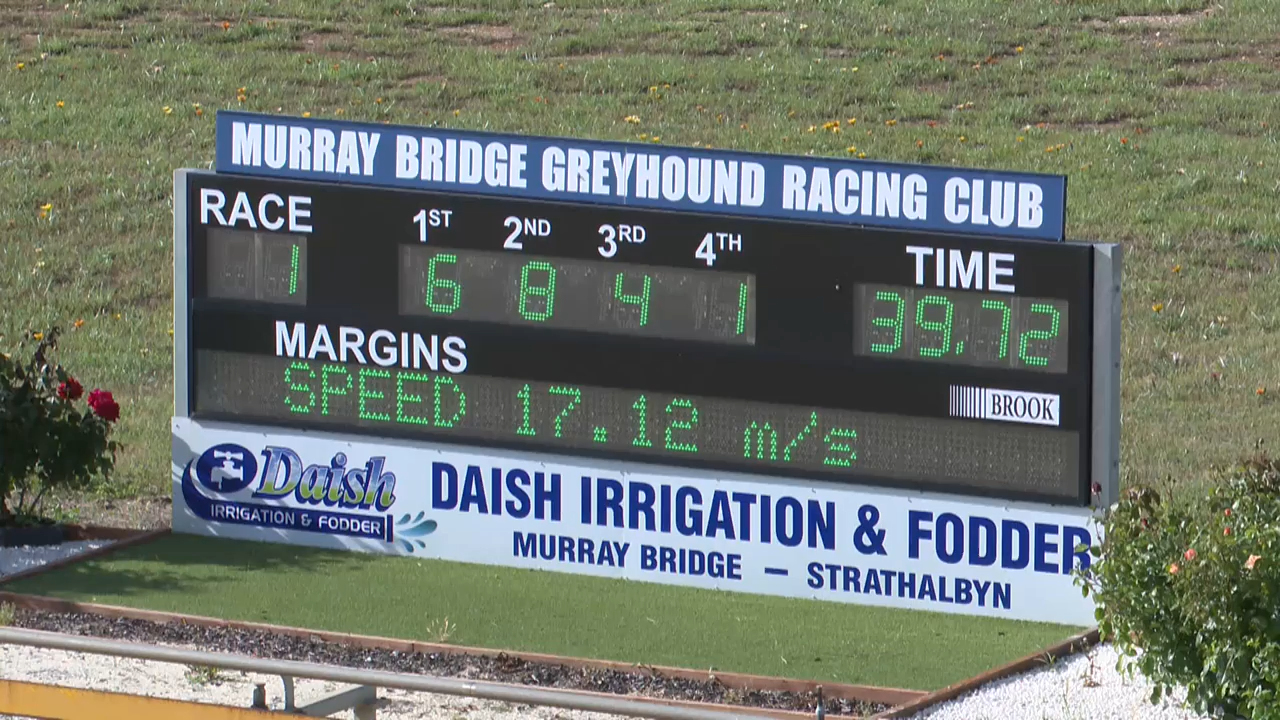 MURRAY BRIDGE GREYHOUND RACING CLUB
RACE 1ST 2ND 3RD 4TH TIME
1 6 8 4 1 39.72
MARGINS
SPEED 17.12 m/s
BROOK
Daish
IRRIGATION & FODDER
DAISH IRRIGATION & FODDER
MURRAY BRIDGE – STRATHALBYN